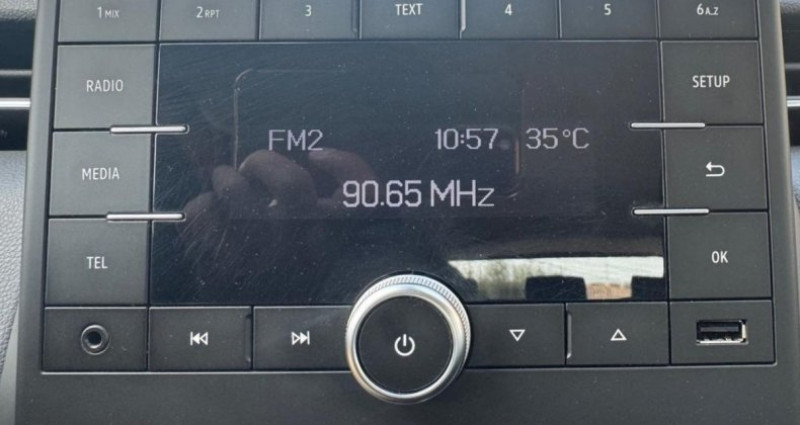 1 MIX 2 RPT 3 TEXT 4 5 6 A.Z
RADIO SETUP
FM2 10:57 35°C
MEDIA
90.65 MHz
TEL OK